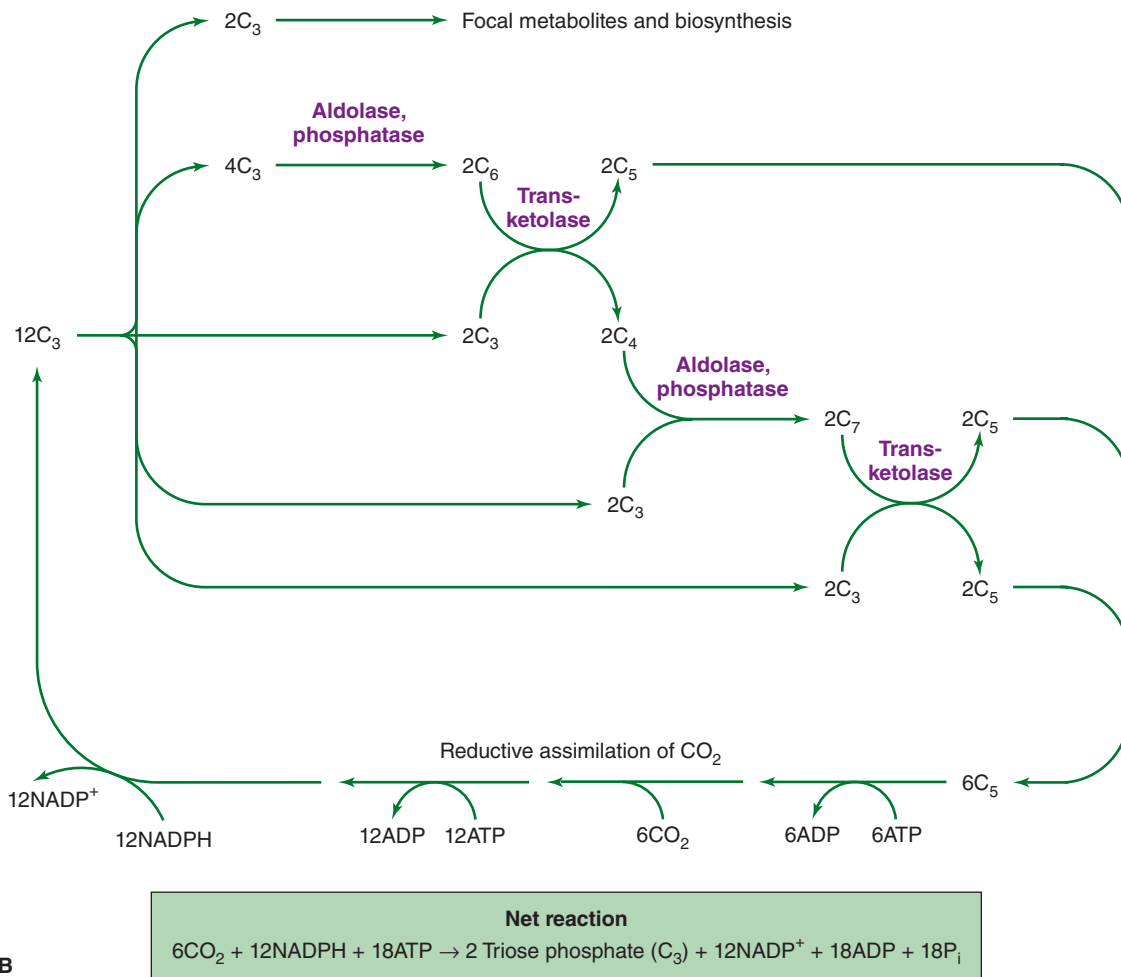 2C₃
Focal metabolites and biosynthesis
Aldolase,
phosphatase
4C₃
2C₆
2C₅
Trans-
ketolase
12C₃
2C₃
2C₄
Aldolase,
phosphatase
2C₇
2C₅
Trans-
ketolase
2C₃
2C₃
2C₅
Reductive assimilation of CO₂
6C₅
12NADP⁺
12NADPH
12ADP
12ATP
6CO₂
6ADP
6ATP
Net reaction
6CO₂ + 12NADPH + 18ATP → 2 Triose phosphate (C₃) + 12NADP⁺ + 18ADP + 18Pᵢ
B